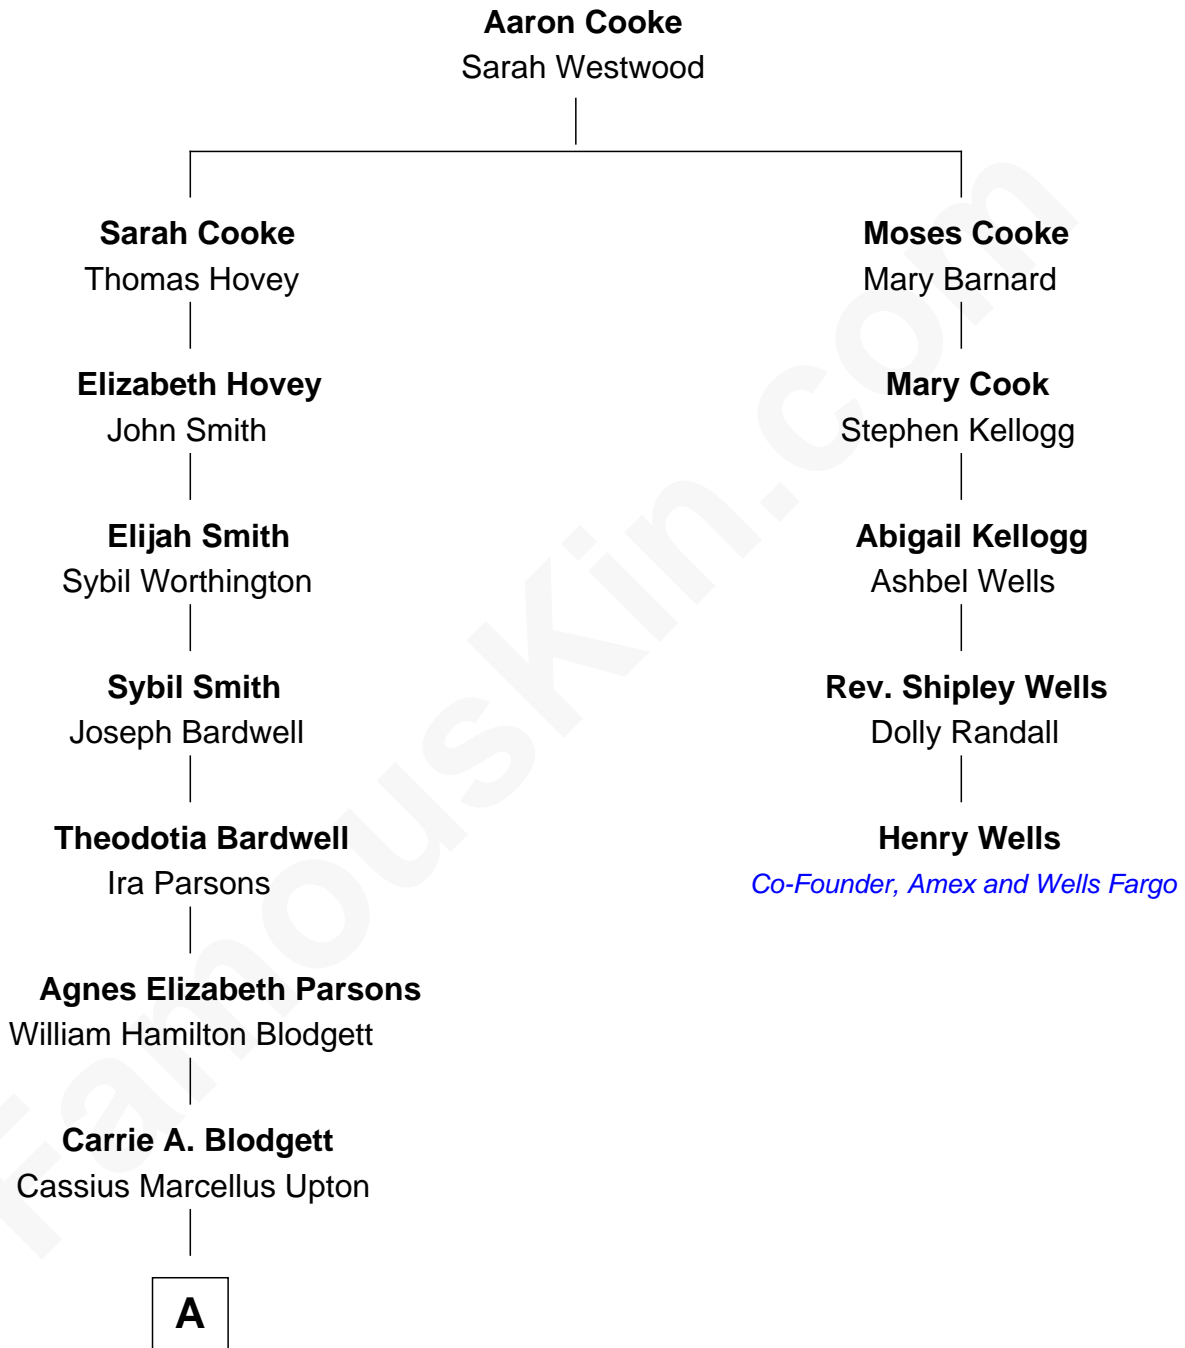 Aaron Cooke
Sarah Westwood
Sarah Cooke
Thomas Hovey
Moses Cooke
Mary Barnard
Elizabeth Hovey
John Smith
Mary Cook
Stephen Kellogg
Elijah Smith
Sybil Worthington
Abigail Kellogg
Ashbel Wells
Sybil Smith
Joseph Bardwell
Rev. Shipley Wells
Dolly Randall
Theodotia Bardwell
Ira Parsons
Henry Wells
Co-Founder, Amex and Wells Fargo
Agnes Elizabeth Parsons
William Hamilton Blodgett
Carrie A. Blodgett
Cassius Marcellus Upton
A
FamousKin.com